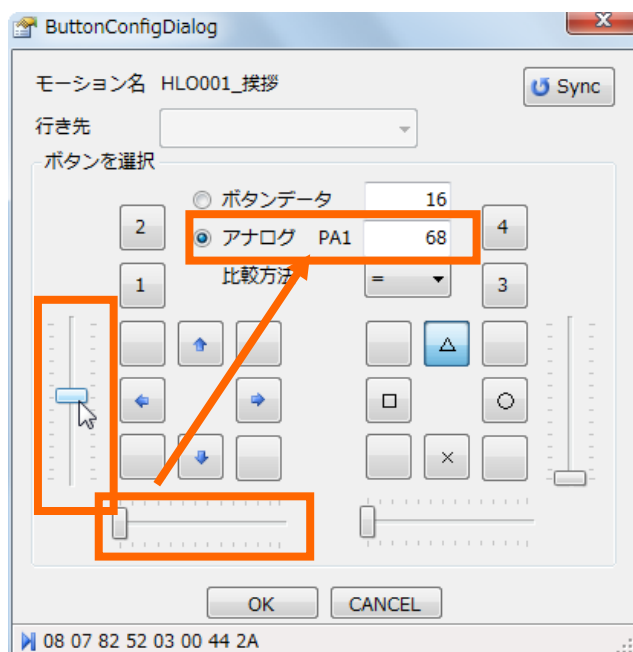 ButtonConfigDialog
モーション名 HLO001_挨拶
Sync
行き先
ボタンを選択
ボタンデータ 16
アナログ PA1 68
比較方法 =
2
1
4
3
△
□
○
×
OK
CANCEL
08 07 82 52 03 00 44 2A